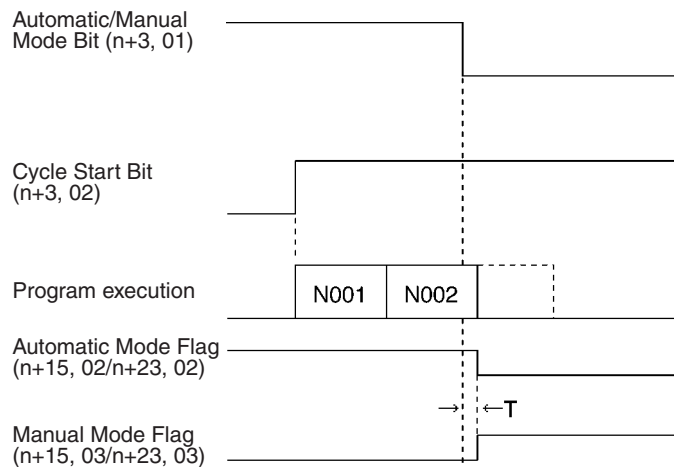 Automatic/Manual
Mode Bit (n+3, 01)
Cycle Start Bit
(n+3, 02)
Program execution
N001
N002
Automatic Mode Flag
(n+15, 02/n+23, 02)
T
Manual Mode Flag
(n+15, 03/n+23, 03)